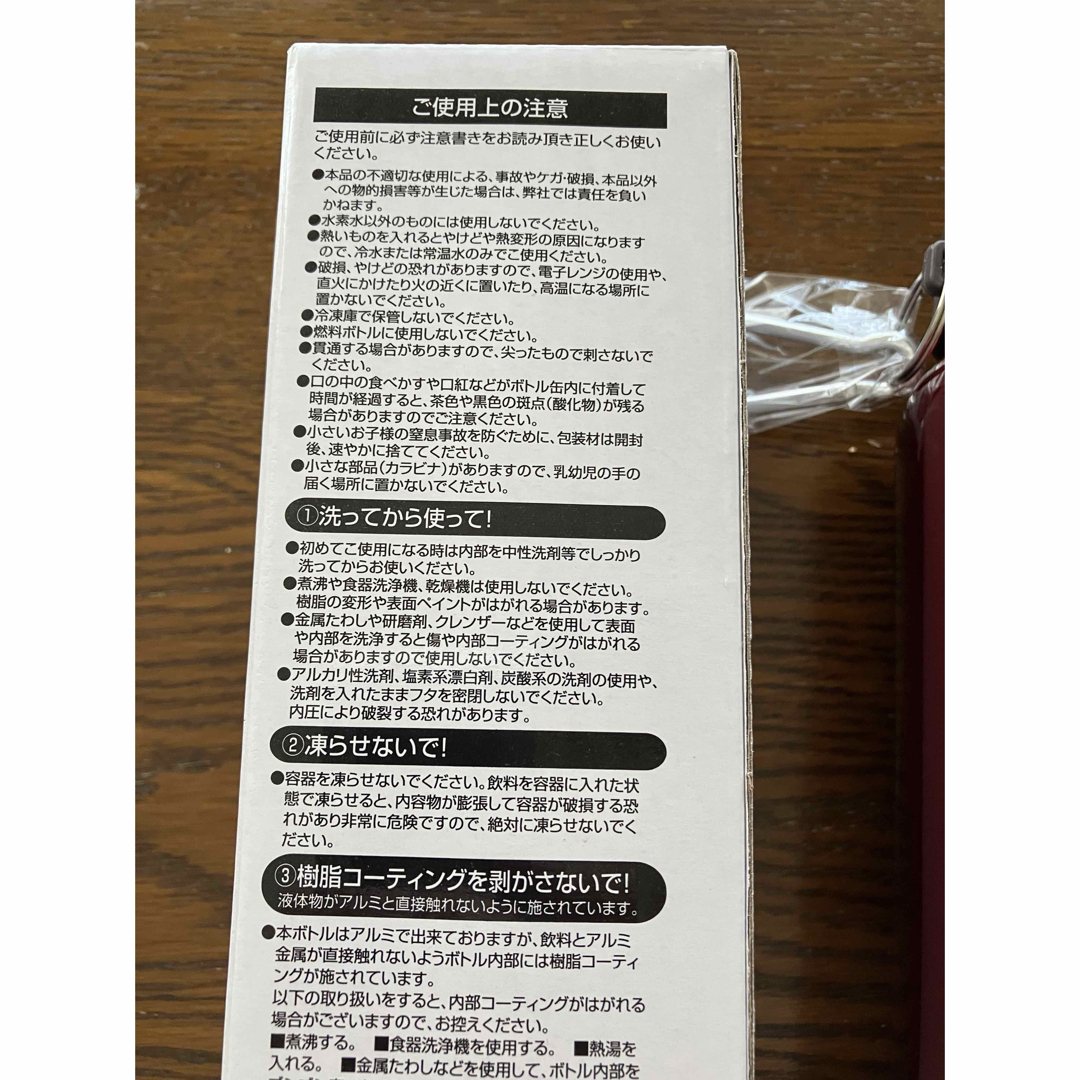 ご使用上の注意
ご使用前に必ず注意書きをお読み頂き正しくお使い
ください。
●本品の不適切な使用による、事故やケガ・破損、本品以外
への物的損害等が生じた場合は、弊社では責任を負い
かねます。
●水素水以外のものには使用しないでください。
●熱いものを入れるとやけどや熱変形の原因になります
ので、冷水または常温水のみでご使用ください。
●破損、やけどの恐れがありますので、電子レンジの使用や、
直火にかけたり火の近くに置いたり、高温になる場所に
置かないでください。
●冷凍庫で保管しないでください。
●燃料ボトルに使用しないでください。
●貫通する場合がありますので、尖ったもので刺さないで
ください。
●口の中の食べかすや口紅などがボトル缶内に付着して
時間が経過すると、茶色や黒色の斑点(酸化物)が残る
場合がありますのでご注意ください。
●小さいお子様の窒息事故を防ぐために、包装材は開封
後、速やかに捨ててください。
●小さな部品(カラビナ)がありますので、乳幼児の手の
届く場所に置かないでください。
①洗ってから使って!
●初めてご使用になる時は内部を中性洗剤等でしっかり
洗ってからお使いください。
●煮沸や食器洗浄機、乾燥機は使用しないでください。
樹脂の変形や表面ペイントがはがれる場合があります。
●金属たわしや研磨剤、クレンザーなどを使用して表面
や内部を洗浄すると傷や内部コーティングがはがれる
場合がありますので使用しないでください。
●アルカリ性洗剤、塩素系漂白剤、炭酸系の洗剤の使用や、
洗剤を入れたままフタを密閉しないでください。
内圧により破裂する恐れがあります。
②凍らせないで!
●容器を凍らせないでください。飲料を容器に入れた状
態で凍らせると、内容物が膨張して容器が破損する恐
れがあり非常に危険ですので、絶対に凍らせないでく
ださい。
③樹脂コーティングを剥がさないで!
液体物がアルミと直接触れないように施されています。
●本ボトルはアルミで出来ておりますが、飲料とアルミ
金属が直接触れないようボトル内部には樹脂コーティ
ングが施されています。
以下の取り扱いをすると、内部コーティングがはがれる
場合がございますので、お控えください。
■煮沸する。 ■食器洗浄機を使用する。 ■熱湯を
入れる。 ■金属たわしなどを使用して、ボトル内部を